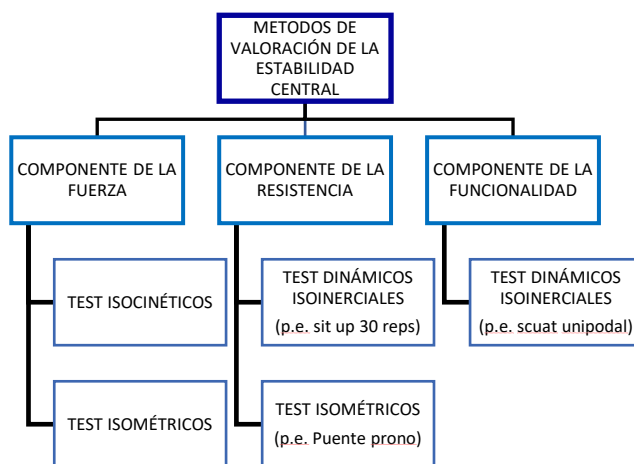 METODOS DE
VALORACIÓN DE LA
ESTABILIDAD
CENTRAL
COMPONENTE DE LA
FUERZA
COMPONENTE DE LA
RESISTENCIA
COMPONENTE DE LA
FUNCIONALIDAD
TEST ISOCINÉTICOS
TEST DINÁMICOS
ISOINERCIALES
(p.e. sit up 30 reps)
TEST DINÁMICOS
ISOINERCIALES
(p.e. scuat unipodal)
TEST ISOMÉTRICOS
TEST ISOMÉTRICOS
(p.e. Puente prono)